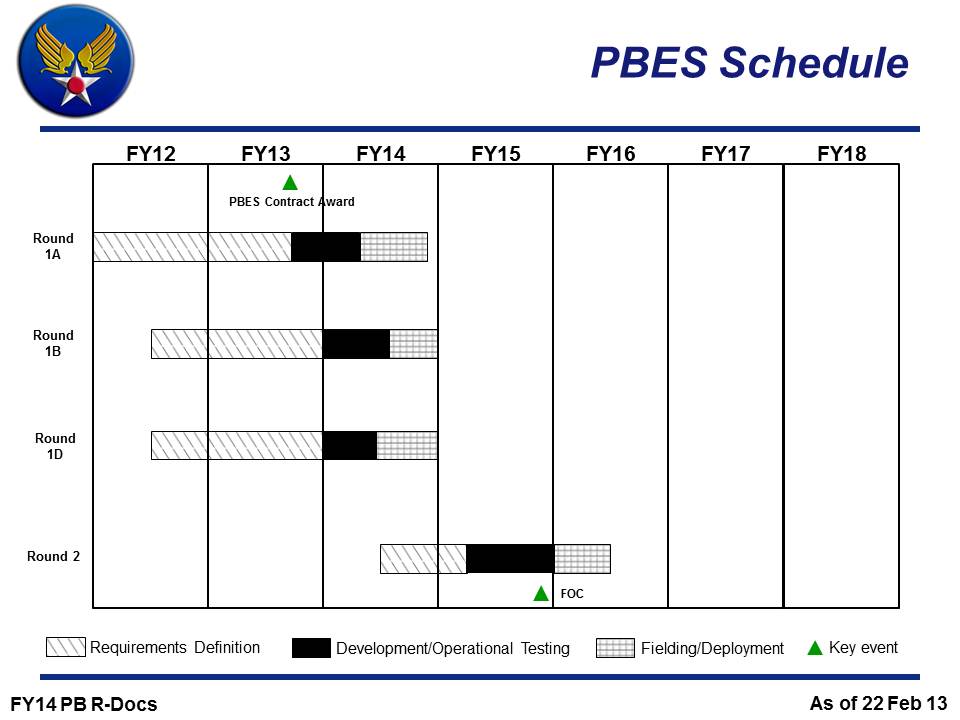 PBES Schedule
FY12 FY13 FY14 FY15 FY16 FY17 FY18
PBES Contract Award
Round
1A
Round
1B
Round
1D
Round 2
FOC
Requirements Definition Development/Operational Testing Fielding/Deployment Key event
FY14 PB R-Docs As of 22 Feb 13